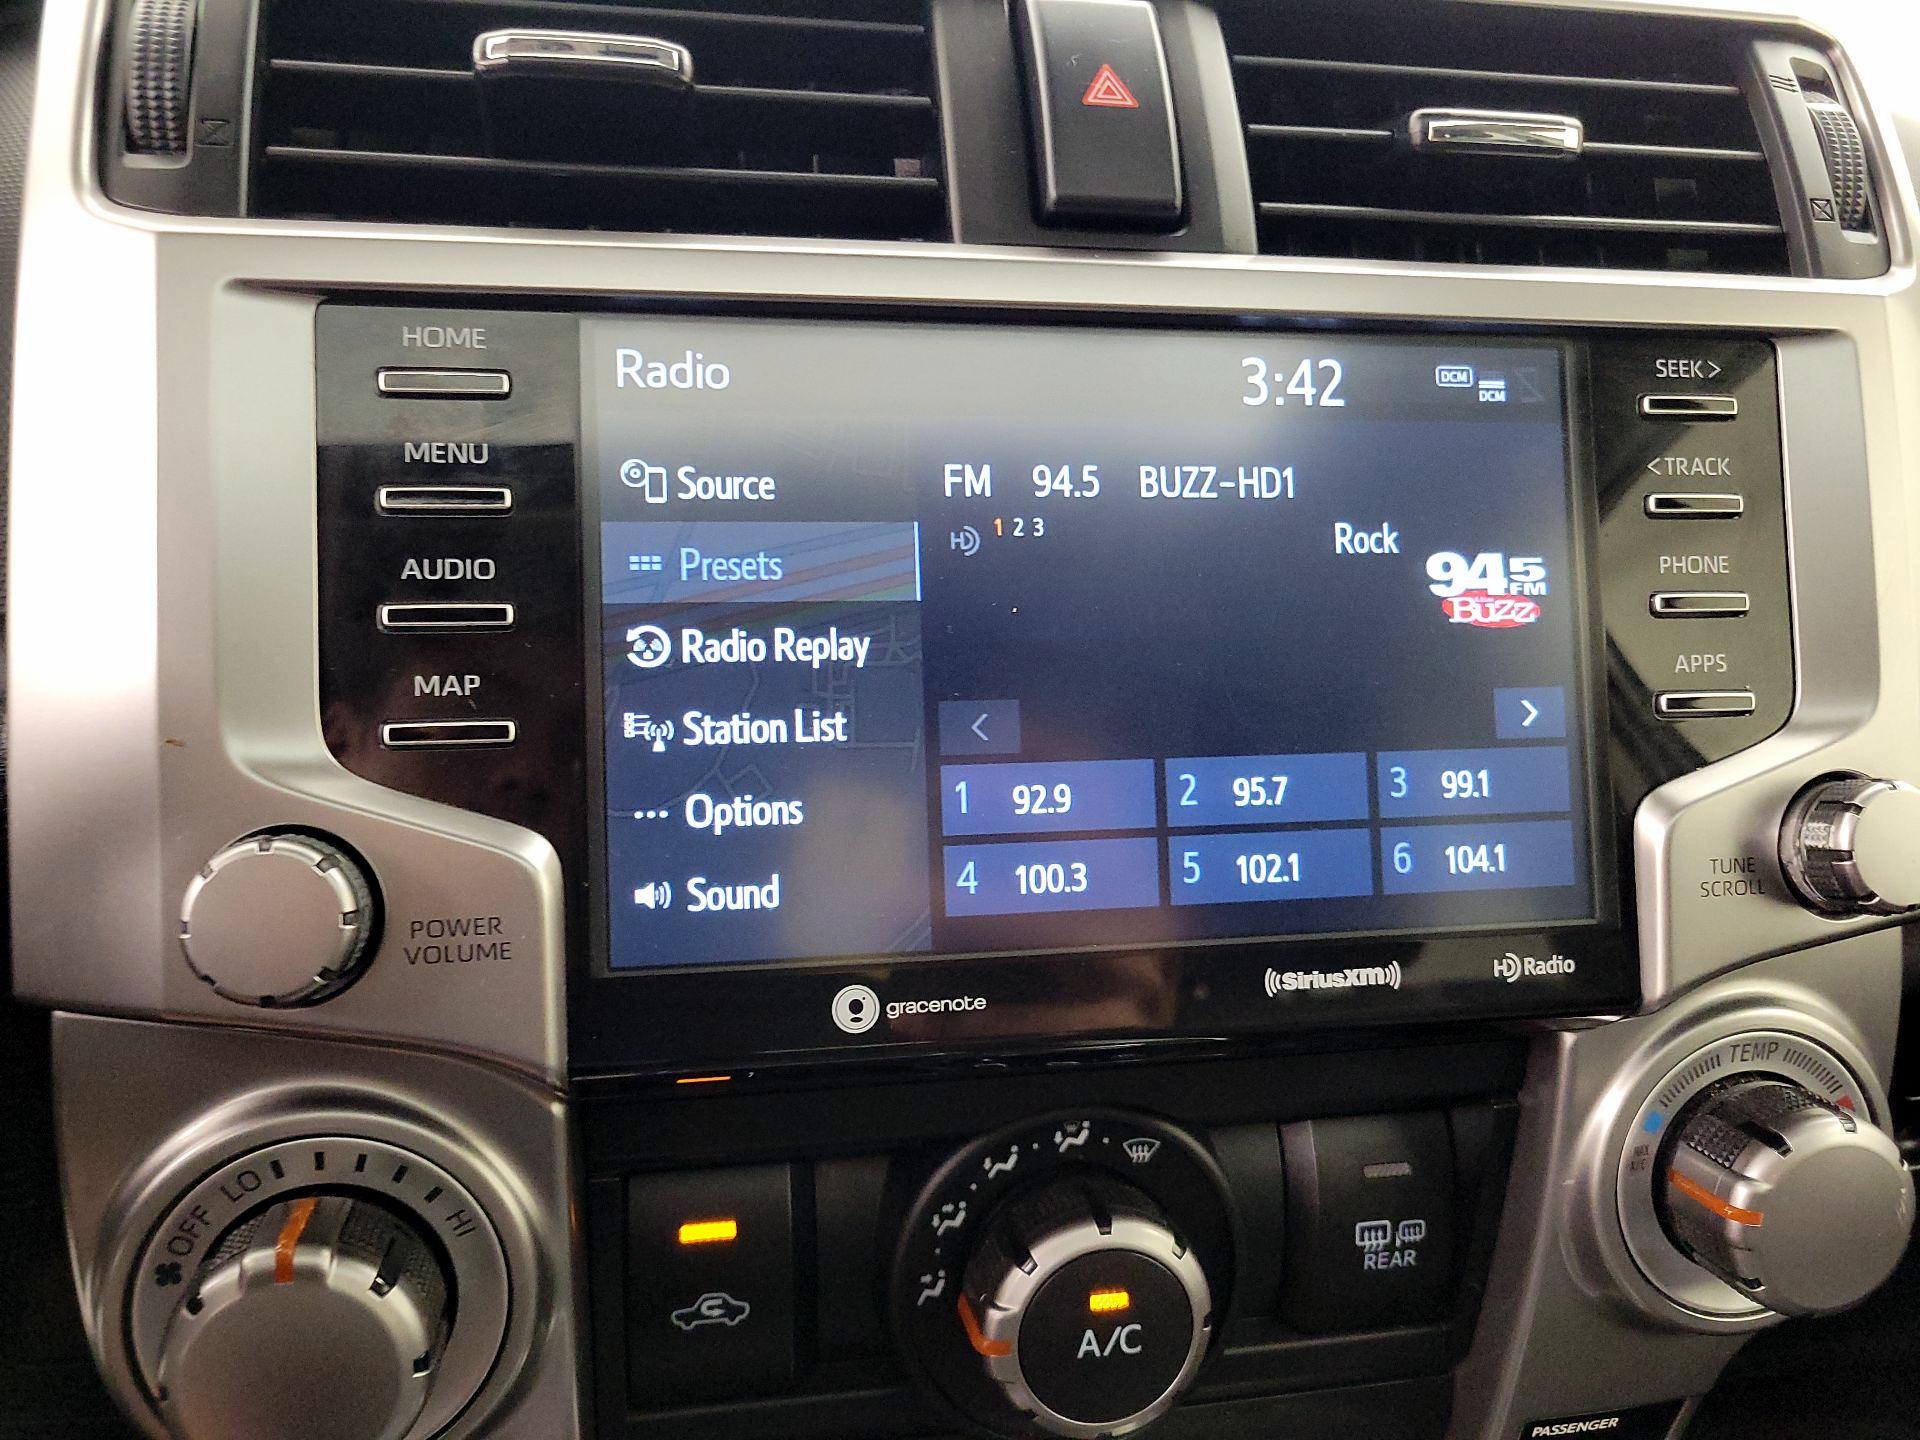 HOME
MENU
AUDIO
MAP
POWER
VOLUME
Radio
3:42
DCM
DCM
Source
Presets
Radio Replay
Station List
Options
Sound
FM 94.5 BUZZ-HD1
HD 1 2 3
Rock
94.5
FM
Buzz
<
>
1 92.9
2 95.7
3 99.1
4 100.3
5 102.1
6 104.1
SEEK >
< TRACK
PHONE
APPS
TUNE
SCROLL
gracenote
((SiriusXM))
HD Radio
OFF LO HI
A/C
REAR
TEMP
MAX
A/C
PASSENGER